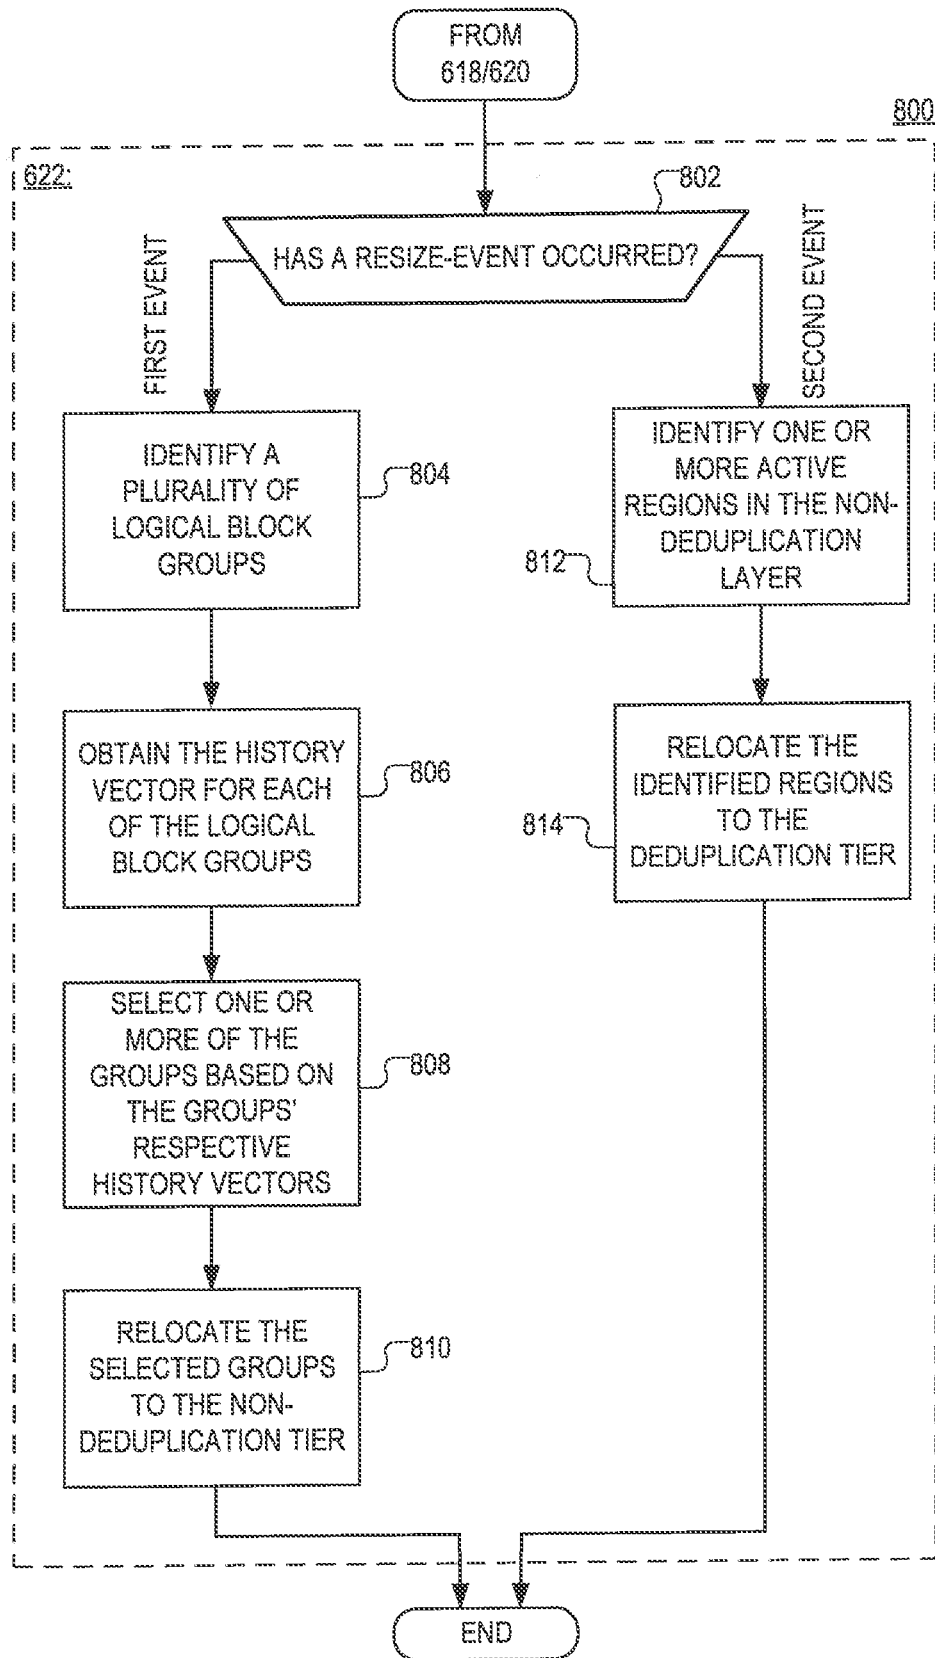 FROM
618/620
800
622:
802
HAS A RESIZE-EVENT OCCURRED?
FIRST EVENT
SECOND EVENT
IDENTIFY A
PLURALITY OF
LOGICAL BLOCK
GROUPS
804
IDENTIFY ONE OR
MORE ACTIVE
REGIONS IN THE NON-
DEDUPLICATION
LAYER
812
OBTAIN THE HISTORY
VECTOR FOR EACH
OF THE LOGICAL
BLOCK GROUPS
806
RELOCATE THE
IDENTIFIED REGIONS
TO THE
DEDUPLICATION TIER
814
SELECT ONE OR
MORE OF THE
GROUPS BASED ON
THE GROUPS'
RESPECTIVE
HISTORY VECTORS
808
RELOCATE THE
SELECTED GROUPS
TO THE NON-
DEDUPLICATION TIER
810
END